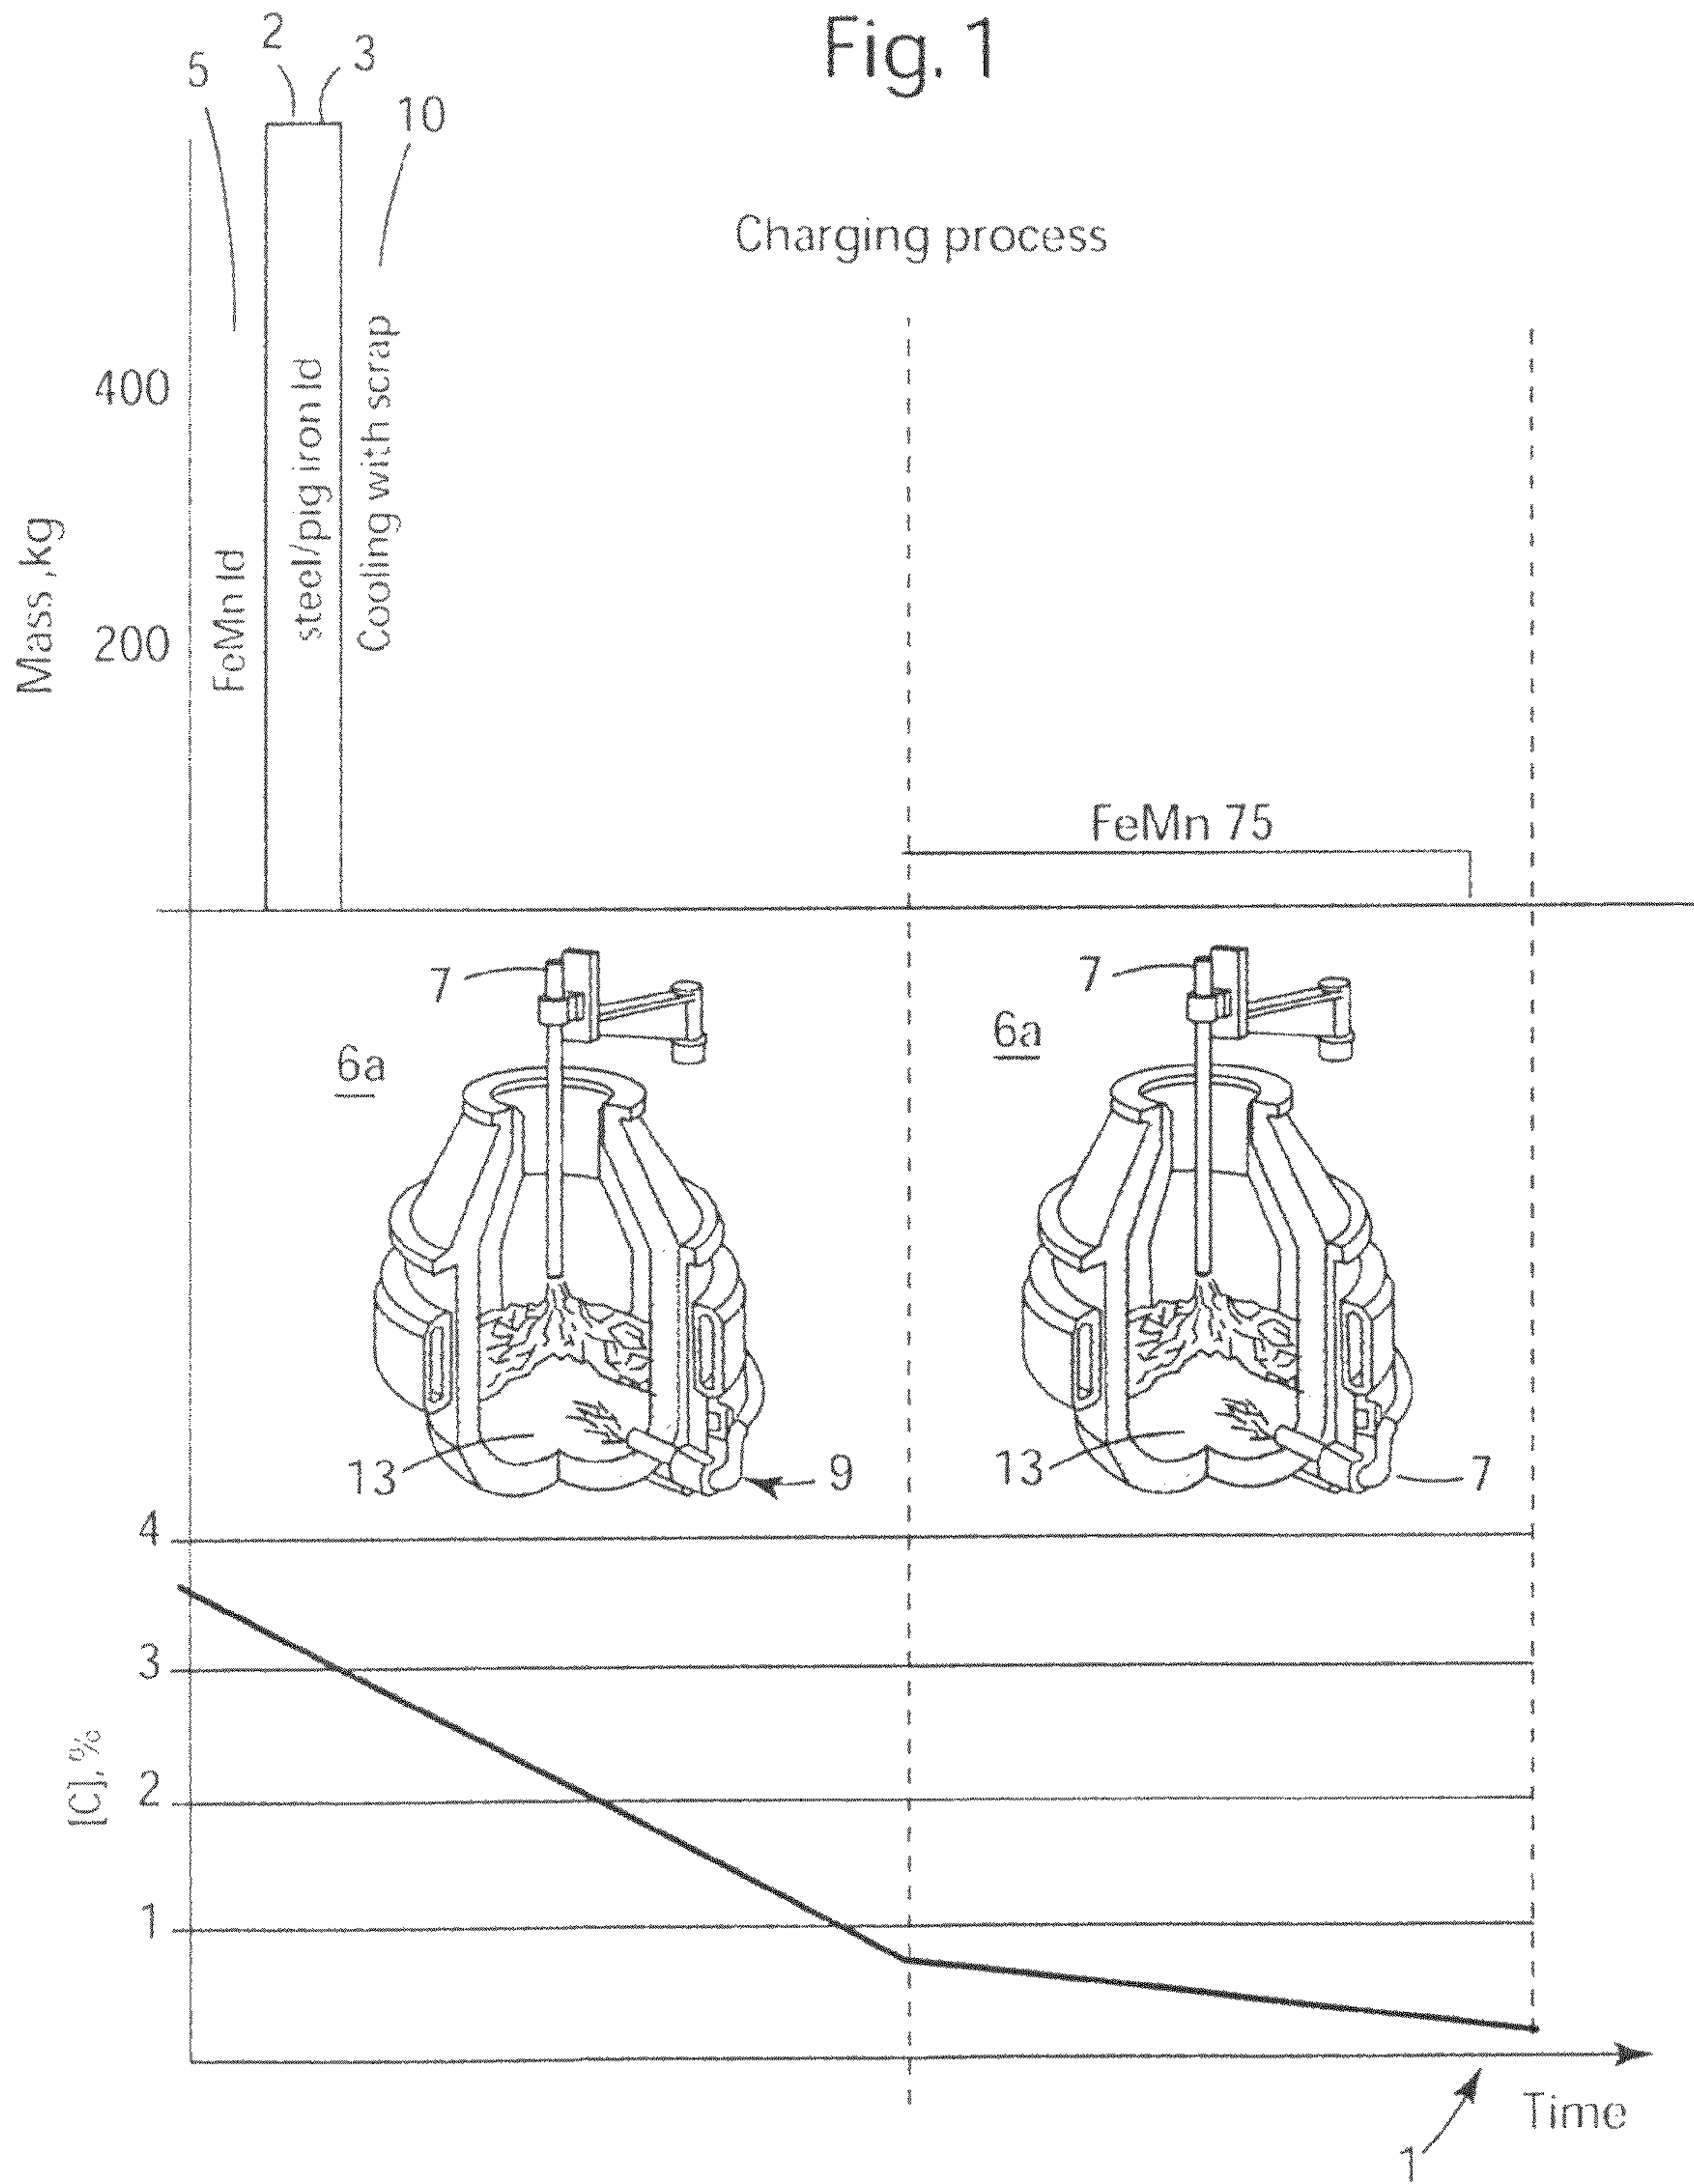 Fig. 1
2
3
5
10
Charging process
400
200
Mass ,kg
FeMn ld
steel/pig iron ld
Cooling with scrap
FeMn 75
7
7
6a
6a
13
9
13
7
4
3
2
1
[C],%
Time
1